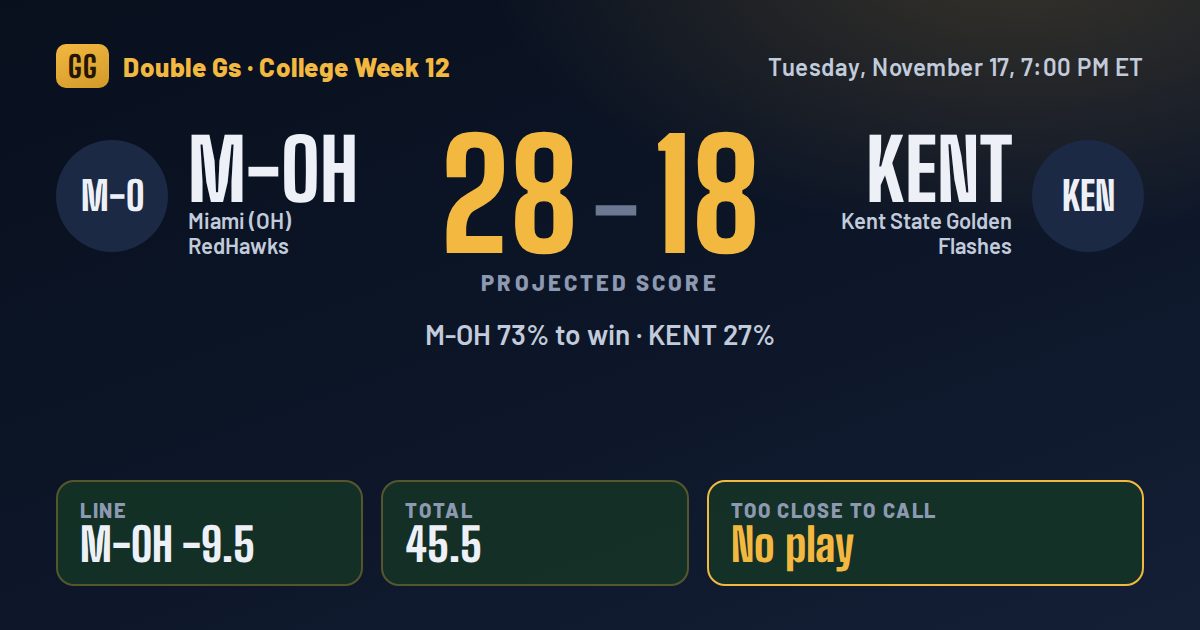 GG
Double Gs · College Week 12
Tuesday, November 17, 7:00 PM ET
M-O
M-OH
Miami (OH)
RedHawks
28 – 18
PROJECTED SCORE
M-OH 73% to win · KENT 27%
KENT
Kent State Golden
Flashes
KEN
LINE
M-OH -9.5
TOTAL
45.5
TOO CLOSE TO CALL
No play